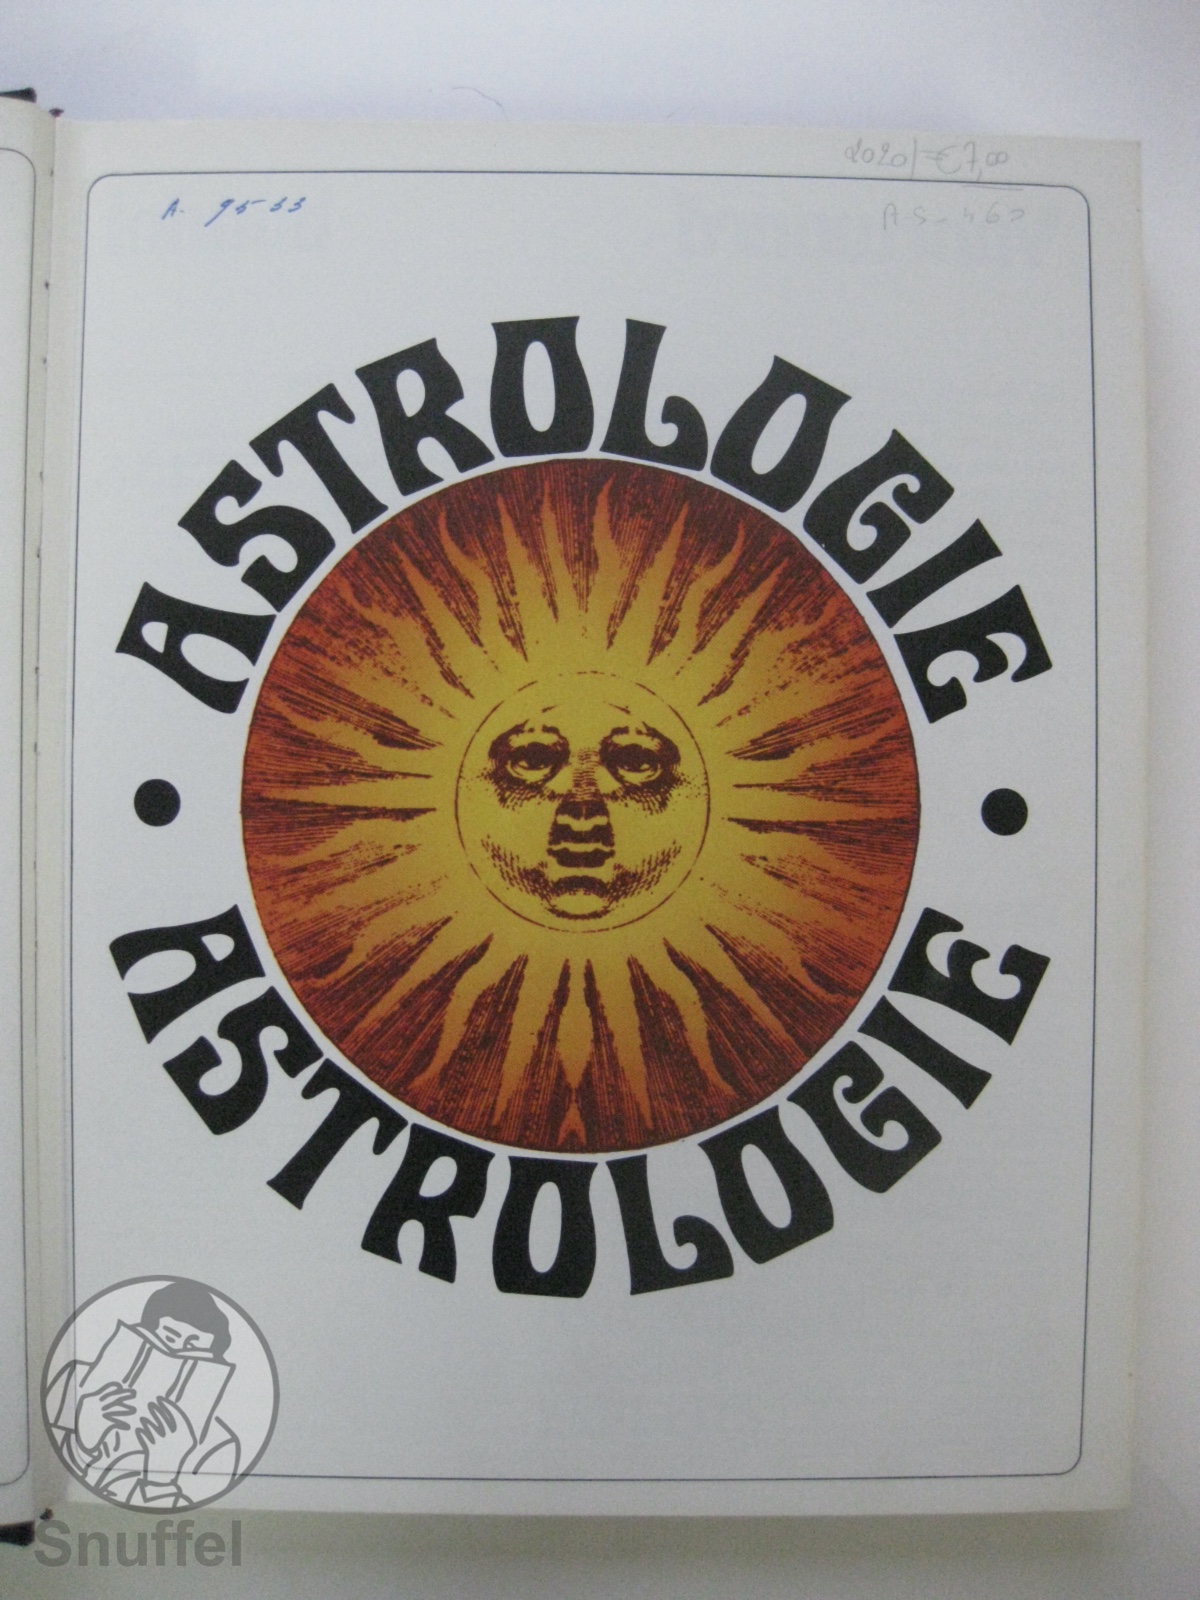 2020/=€7,00
A. 9533
ASTROLOGIE
ASTROLOGIE
Snuffel